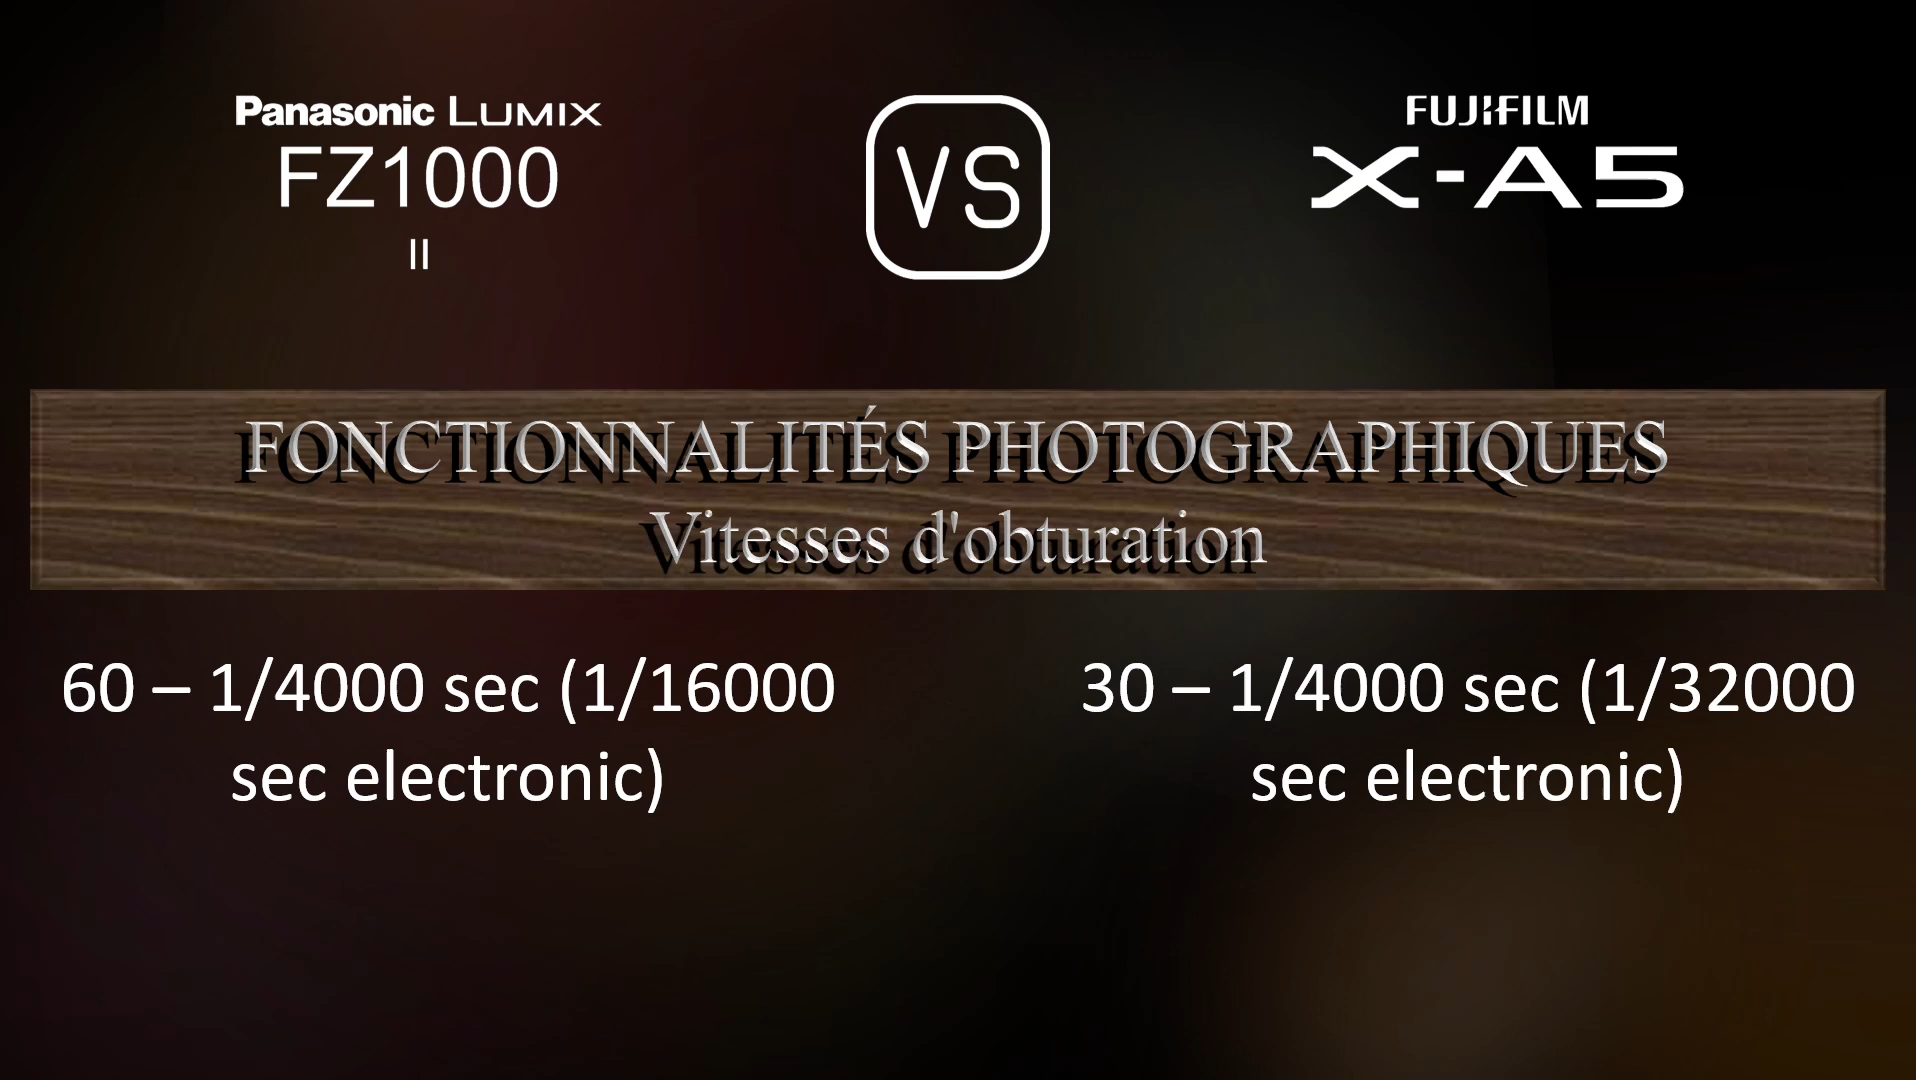 Panasonic LUMIX
FZ1000
II
VS
FUJIFILM
X-A5
FONCTIONNALITÉS PHOTOGRAPHIQUES
Vitesses d'obturation
60 – 1/4000 sec (1/16000
sec electronic)
30 – 1/4000 sec (1/32000
sec electronic)